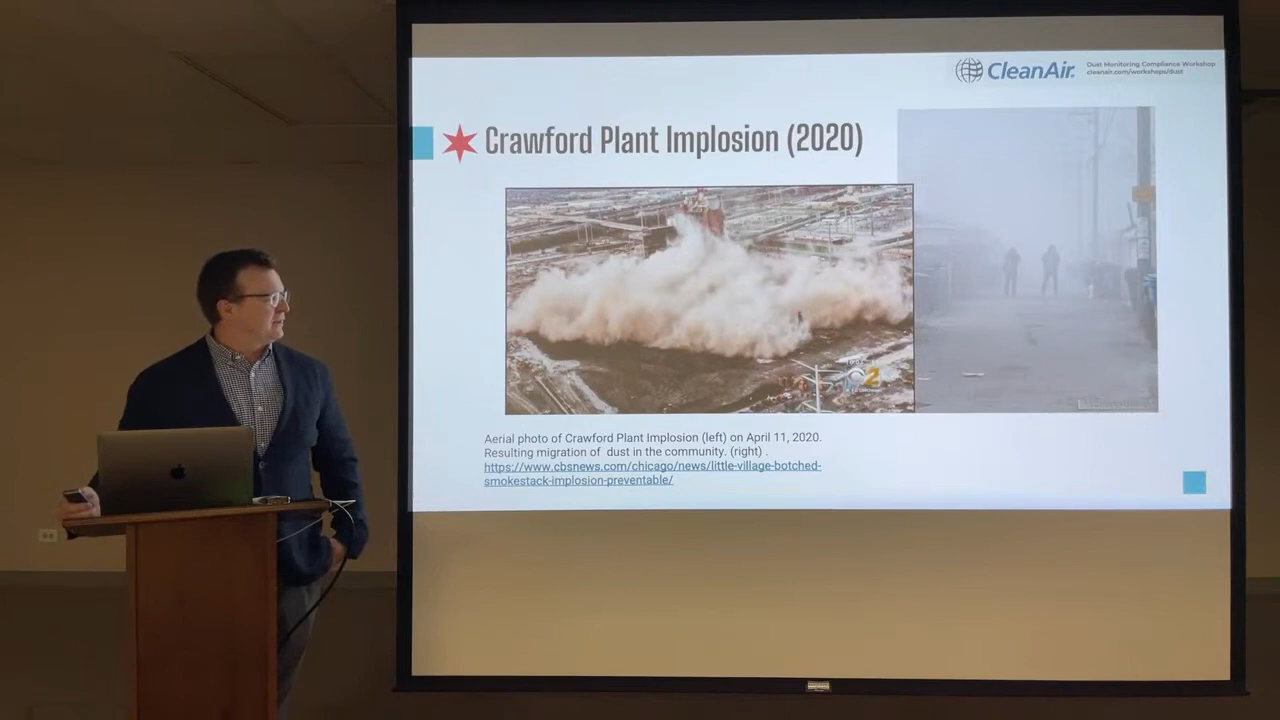 CleanAir.
Dust Monitoring Compliance Workshop
cleanair.com/workshops/dust
Crawford Plant Implosion (2020)
2
Aerial photo of Crawford Plant Implosion (left) on April 11, 2020.
Resulting migration of dust in the community. (right) .
https://www.cbsnews.com/chicago/news/little-village-botched-
smokestack-implosion-preventable/